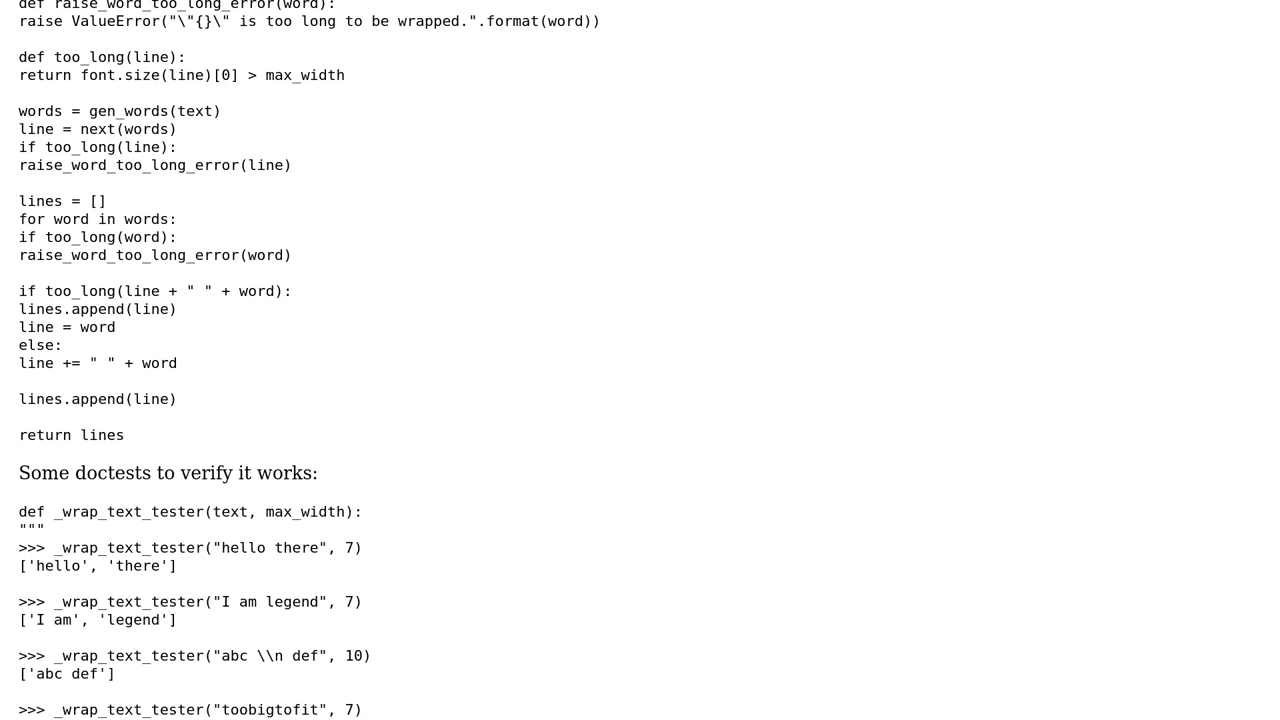 def raise_word_too_long_error(word):
raise ValueError("\"{}\" is too long to be wrapped.".format(word))
def too_long(line):
return font.size(line)[0] > max_width
words = gen_words(text)
line = next(words)
if too_long(line):
raise_word_too_long_error(line)
lines = []
for word in words:
if too_long(word):
raise_word_too_long_error(word)
if too_long(line + " " + word):
lines.append(line)
line = word
else:
line += " " + word
lines.append(line)
return lines
Some doctests to verify it works:
def _wrap_text_tester(text, max_width):
"""
>>> _wrap_text_tester("hello there", 7)
['hello', 'there']
>>> _wrap_text_tester("I am legend", 7)
['I am', 'legend']
>>> _wrap_text_tester("abc \\n def", 10)
['abc def']
>>> _wrap_text_tester("toobigtofit", 7)